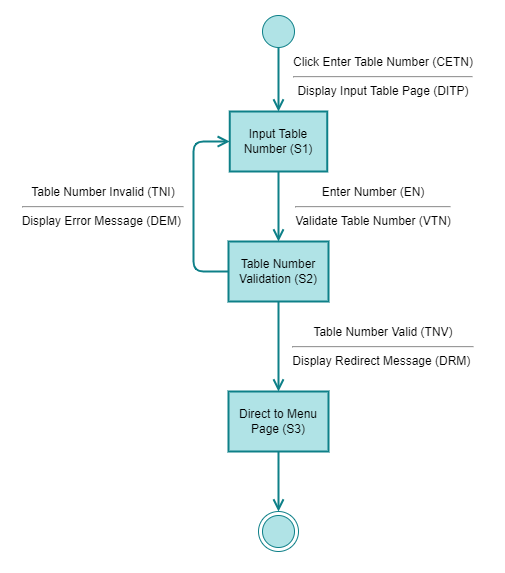 Click Enter Table Number (CETN)
Display Input Table Page (DITP)
Input Table
Number (S1)
Table Number Invalid (TNI)
Display Error Message (DEM)
Enter Number (EN)
Validate Table Number (VTN)
Table Number
Validation (S2)
Table Number Valid (TNV)
Display Redirect Message (DRM)
Direct to Menu
Page (S3)